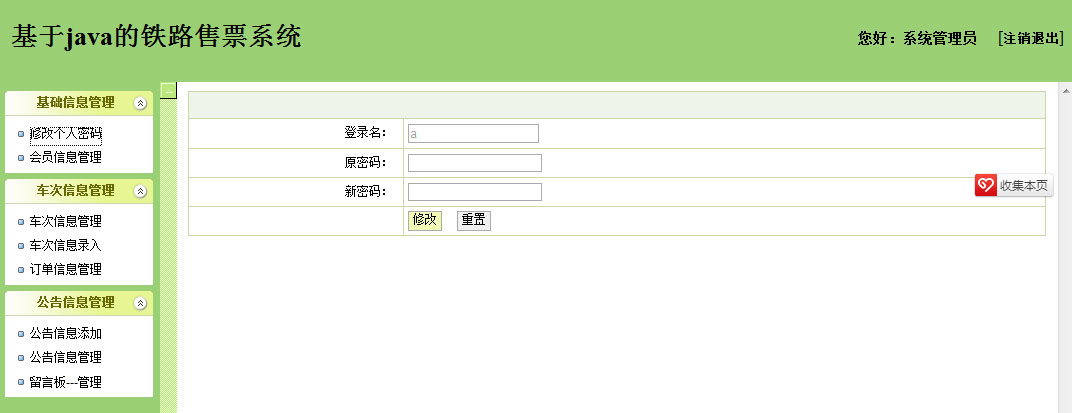 基于java的铁路售票系统
您好：系统管理员 [注销退出]
基础信息管理
修改个人密码
会员信息管理
车次信息管理
车次信息管理
车次信息录入
订单信息管理
公告信息管理
公告信息添加
公告信息管理
留言板---管理
登录名： a
原密码：
新密码：
修改 重置
收集本页